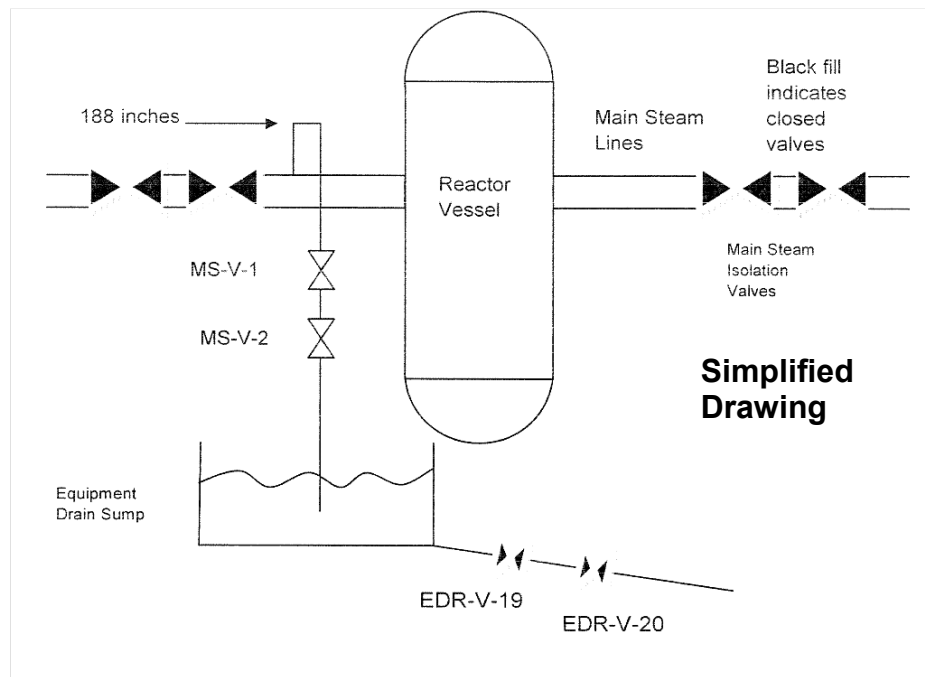 188 inches
Main Steam
Lines
Black fill
indicates
closed
valves
Reactor
Vessel
MS-V-1
Main Steam
Isolation
Valves
MS-V-2
Simplified
Drawing
Equipment
Drain Sump
EDR-V-19
EDR-V-20